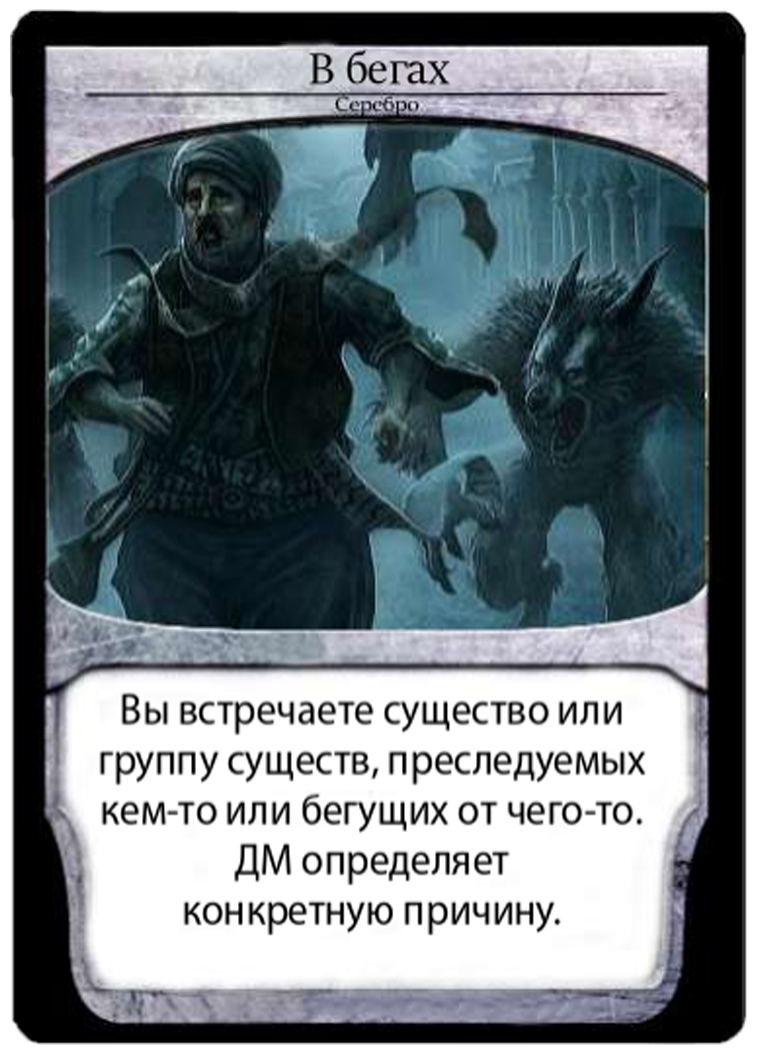 В бегах
Серебро
Вы встречаете существо или
группу существ, преследуемых
кем-то или бегущих от чего-то.
ДМ определяет
конкретную причину.